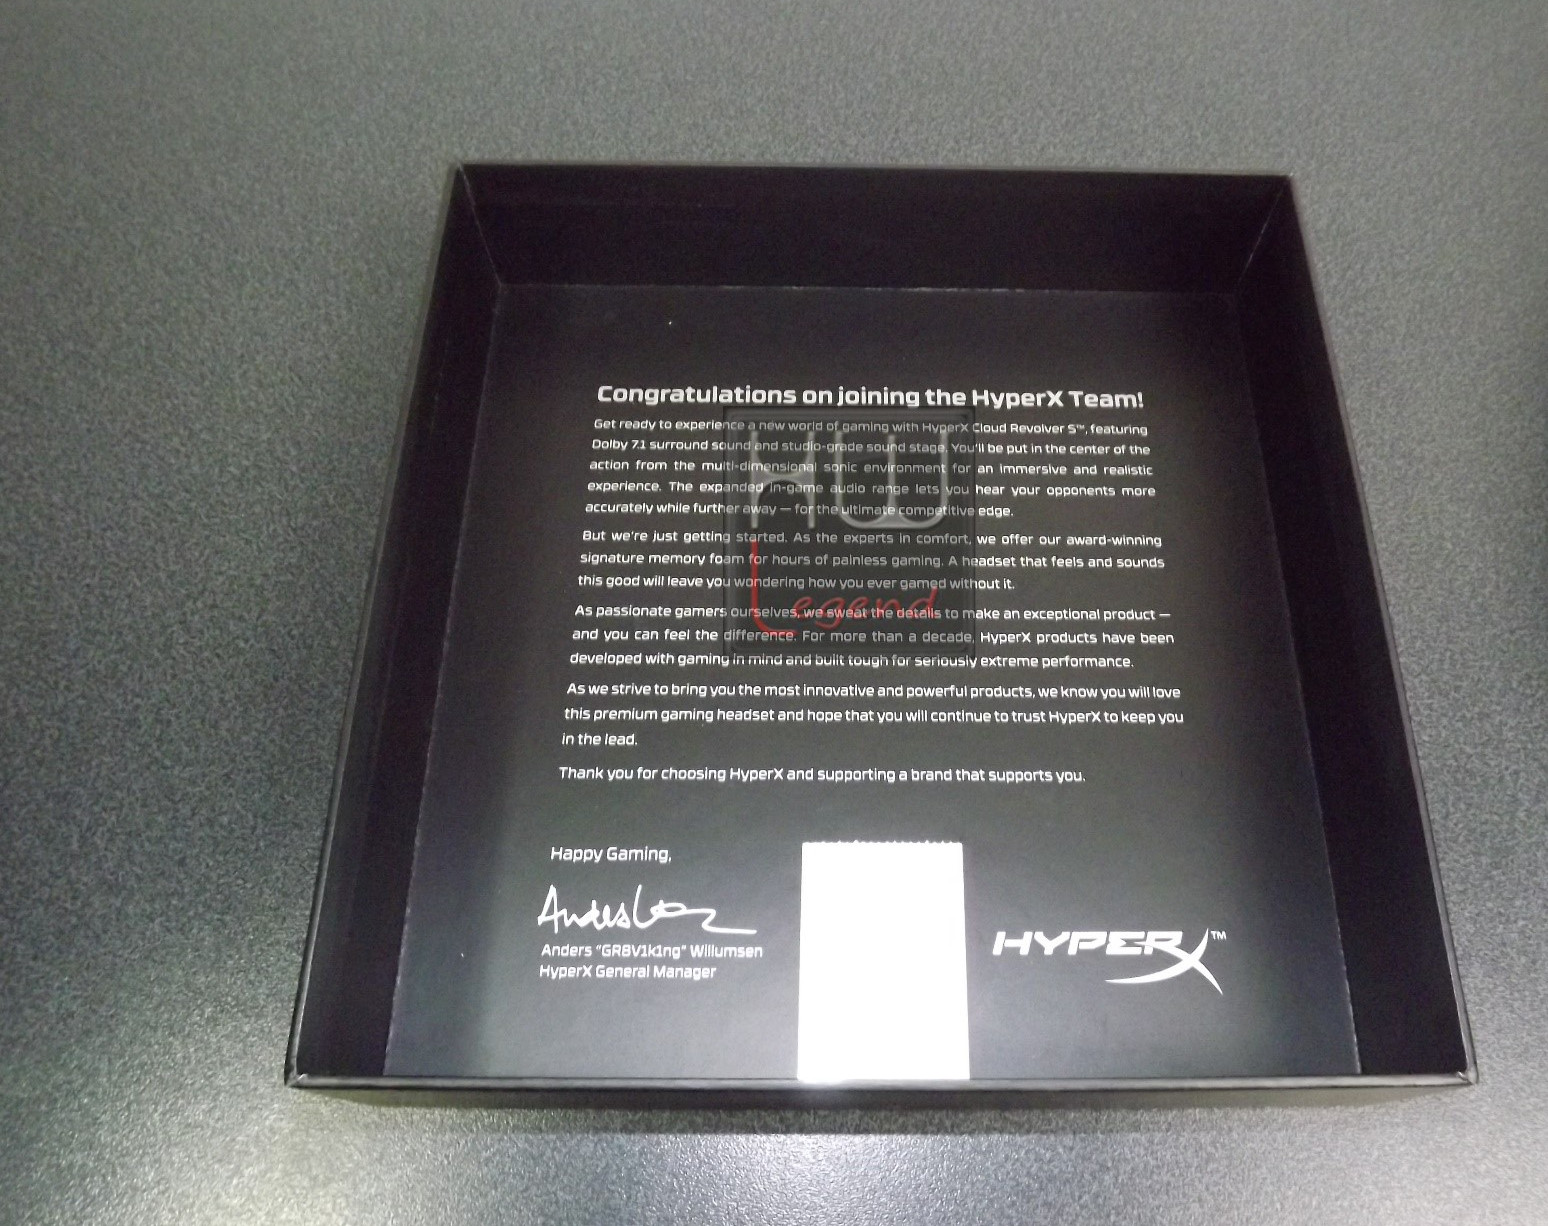 Congratulations on joining the HyperX Team!
Get ready to experience a new world of gaming with HyperX Cloud Revolver S™, featuring
Dolby 7.1 surround sound and studio-grade sound stage. You'll be put in the center of the
action from the multi-dimensional sonic environment for an immersive and realistic
experience. The expanded in-game audio range lets you hear your opponents more
accurately while further away — for the ultimate competitive edge.
But we're just getting started. As the experts in comfort, we offer our award-winning
signature memory foam for hours of painless gaming. A headset that feels and sounds
this good will leave you wondering how you ever gamed without it.
As passionate gamers ourselves, we sweat the details to make an exceptional product —
and you can feel the difference. For more than a decade, HyperX products have been
developed with gaming in mind and built tough for seriously extreme performance.
As we strive to bring you the most innovative and powerful products, we know you will love
this premium gaming headset and hope that you will continue to trust HyperX to keep you
in the lead.
Thank you for choosing HyperX and supporting a brand that supports you.
HW
Legend
Happy Gaming,
Anders "GR8V1k1ng" Willumsen
HyperX General Manager
HYPERX™